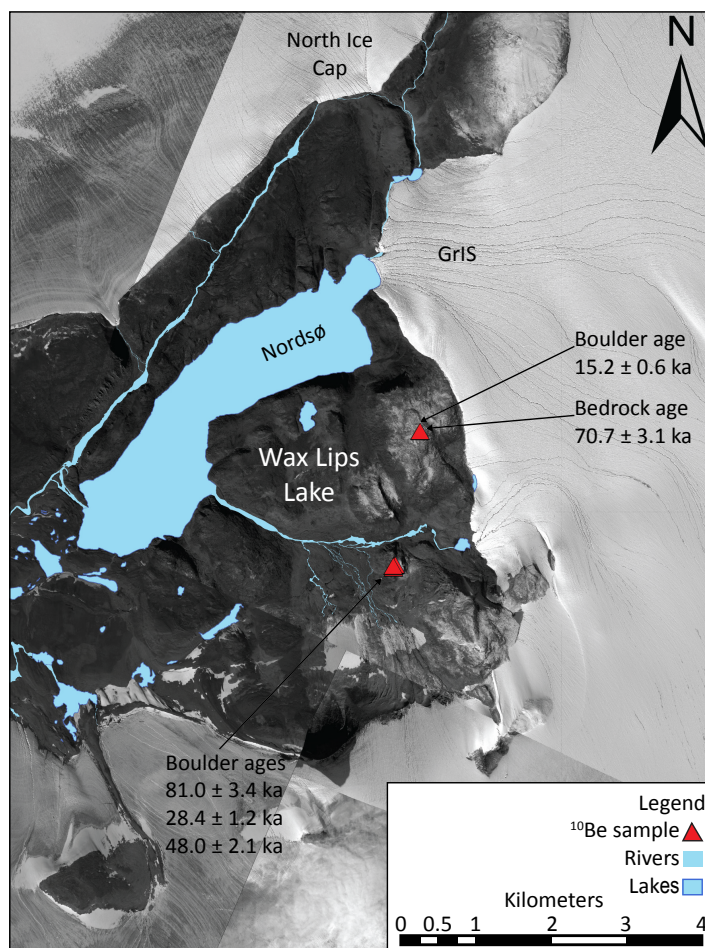 North Ice
Cap
N
GrIS
Nordsø
Boulder age
15.2 ± 0.6 ka
Bedrock age
70.7 ± 3.1 ka
Wax Lips
Lake
Boulder ages
81.0 ± 3.4 ka
28.4 ± 1.2 ka
48.0 ± 2.1 ka
Legend
¹⁰Be sample
Rivers
Lakes
Kilometers
0 0.5 1 2 3 4